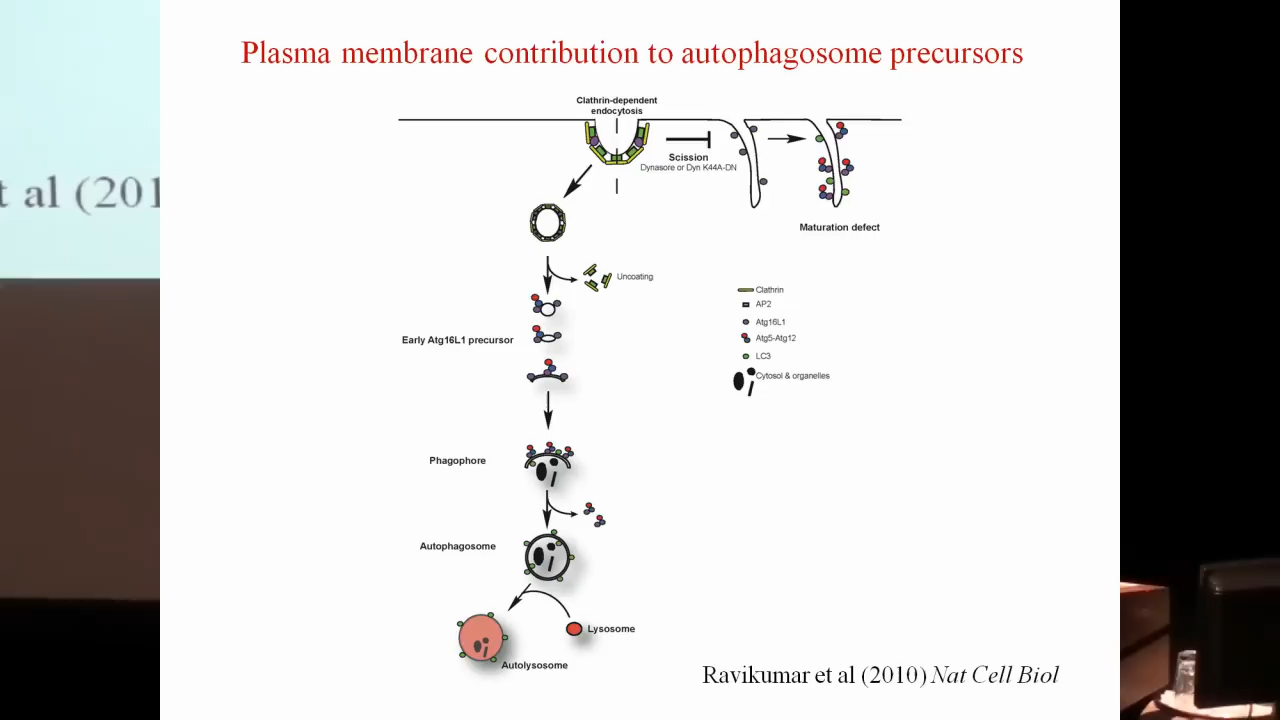 Plasma membrane contribution to autophagosome precursors
Clathrin-dependent
endocytosis
Scission
Dynasore or Dyn K44A-DN
Maturation defect
t al (201
Uncoating
Clathrin
AP2
Atg16L1
Atg5-Atg12
LC3
Cytosol & organelles
Early Atg16L1 precursor
Phagophore
Autophagosome
Lysosome
Autolysosome
Ravikumar et al (2010) Nat Cell Biol